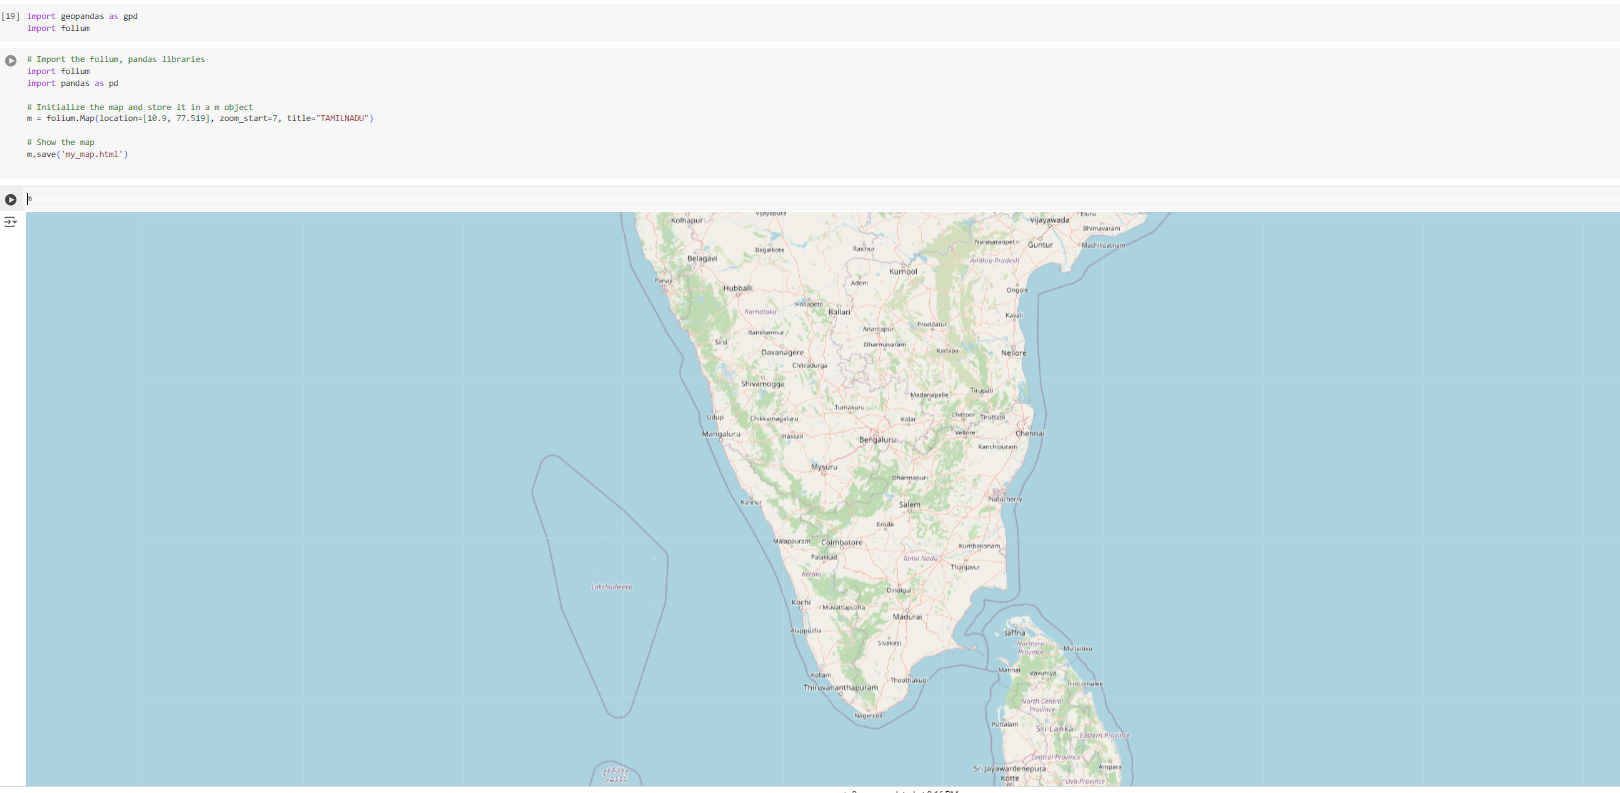 [19] import geopandas as gpd
import folium
# Import the folium, pandas libraries
import folium
import pandas as pd
# Initialize the map and store it in a m object
m = folium.Map(location=[10.9, 77.519], zoom_start=7, title="TAMILNADU")
# Show the map
m.save('my_map.html')
m
Vijayapura
Eluru
Kolhapur
Vijayawada
Bhimavaram
Narasaraopet
Guntur
Machilipatnam
Bagalkote
Raichur
Belagavi
Andhra Pradesh
Kurnool
Panaji
Adoni
Hubballi
Ongole
Hosapete
Karnataka
Ballari
Kavali
Proddatur
Anantapur
Ranebennur
Sirsi
Dharmavaram
Davanagere
Kadapa
Nellore
Chitradurga
Shivamogga
Tirupati
Madanapalle
Tumakuru
Udupi
Chikkamagaluru
Kolar
Chittoor
Tiruttani
Mangaluru
Hassan
Bengaluru
Vellore
Chennai
Kanchipuram
Mysuru
Dharmapuri
Kannur
Salem
Puducherry
Erode
Malappuram
Coimbatore
Kumbakonam
Palakkad
Tamil Nadu
Thanjavur
Kerala
Lakshadweep
Dindigul
Kochi
Muvattupuzha
Madurai
Alappuzha
Jaffna
Sivakasi
Northern
Province
Mullaitivu
Mannar
Vavuniya
Kollam
Thoothukudi
Thiruvananthapuram
Trincomalee
North Central
Province
Nagercoil
Puttalam
Sri Lanka
Eastern Province
Central Province
Sri Jayawardenepura
Kotte
Ampara
Uva Province